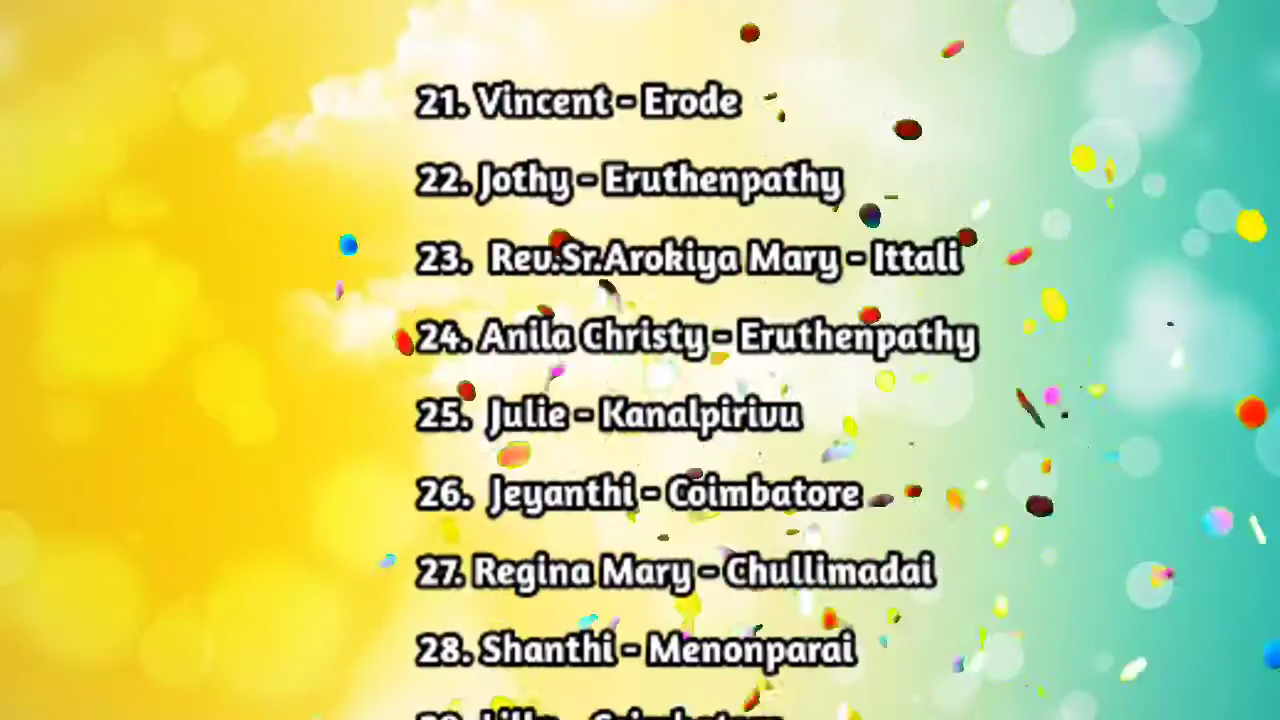 21. Vincent - Erode
22. Jothy - Eruthenpathy
23. Rev.Sr.Arokiya Mary - Ittali
24. Anila Christy - Eruthenpathy
25. Julie - Kanalpirivu
26. Jeyanthi - Coimbatore
27. Regina Mary - Chullimadai
28. Shanthi - Menonparai